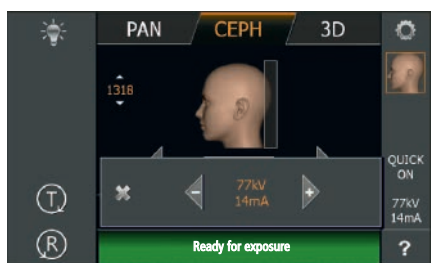 PAN
CEPH
3D
1318
QUICK
ON
77kV
14mA
77kV
14mA
T
R
Ready for exposure
?